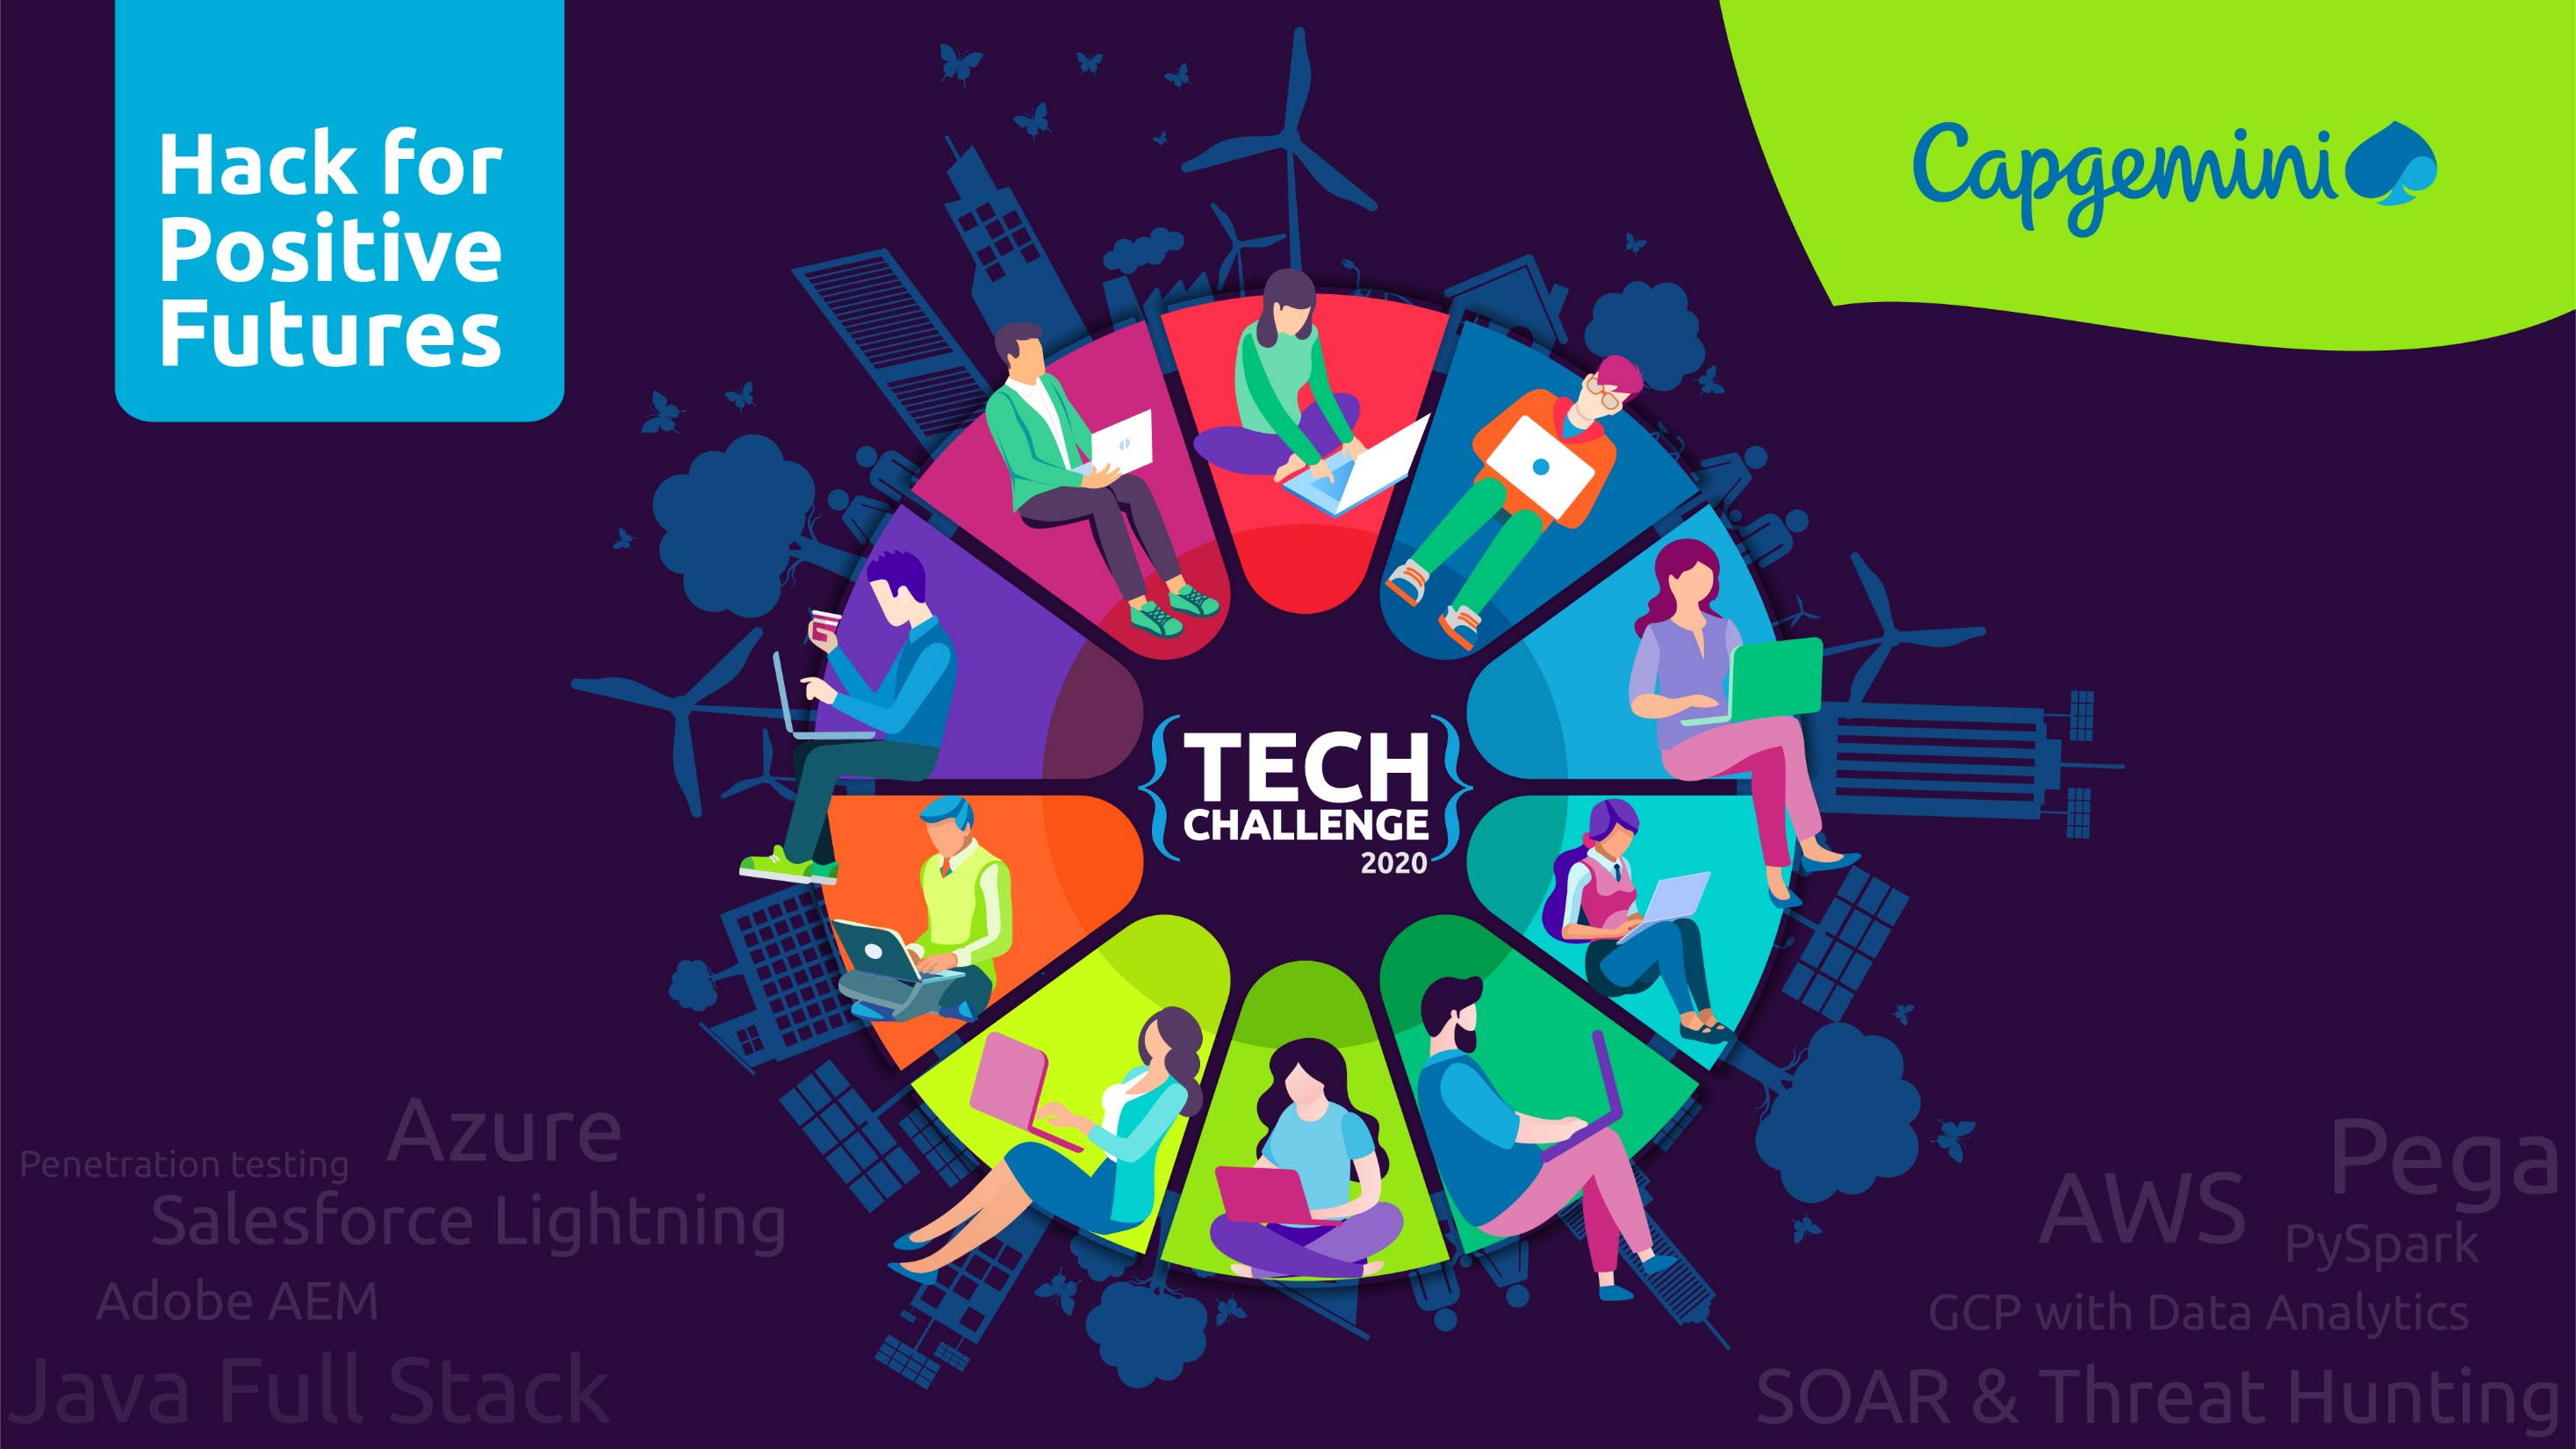 Hack for
Positive
Futures
Capgemini
{TECH
CHALLENGE}
2020
Azure
Penetration testing
Salesforce Lightning
Adobe AEM
Java Full Stack
Pega
AWS
PySpark
GCP with Data Analytics
SOAR & Threat Hunting